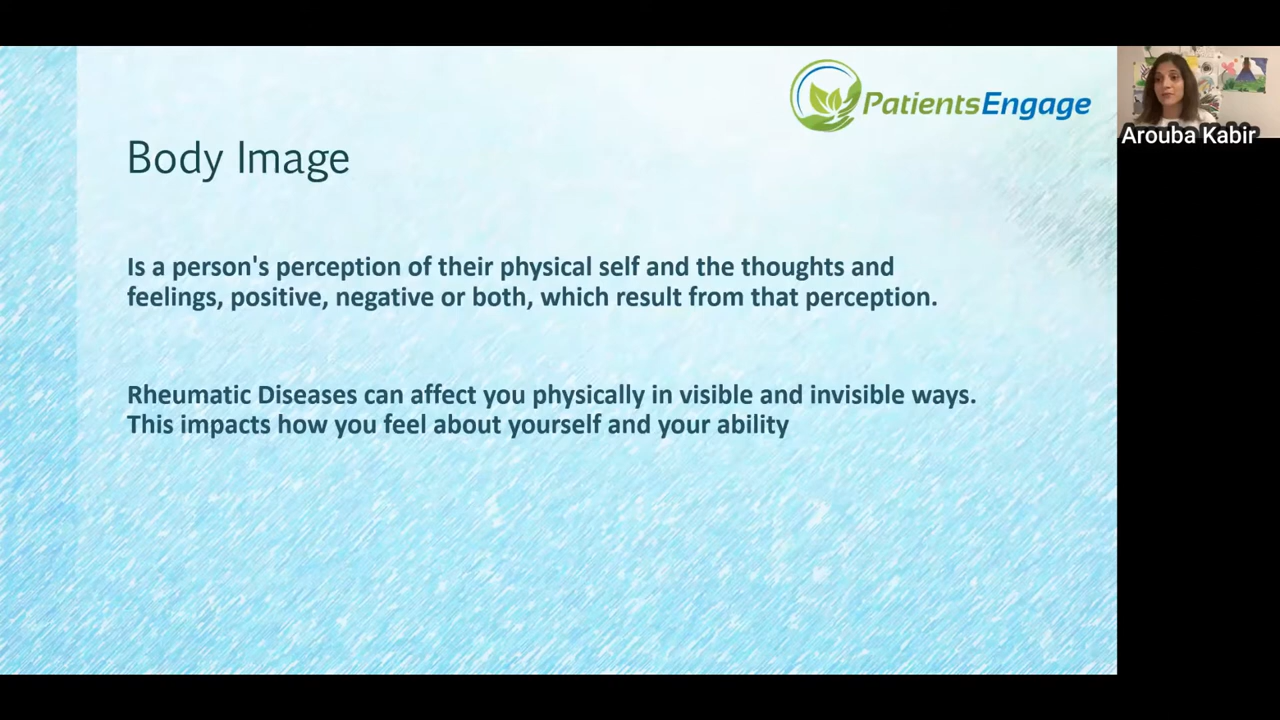 PatientsEngage
Arouba Kabir
Body Image
Is a person's perception of their physical self and the thoughts and
feelings, positive, negative or both, which result from that perception.
Rheumatic Diseases can affect you physically in visible and invisible ways.
This impacts how you feel about yourself and your ability